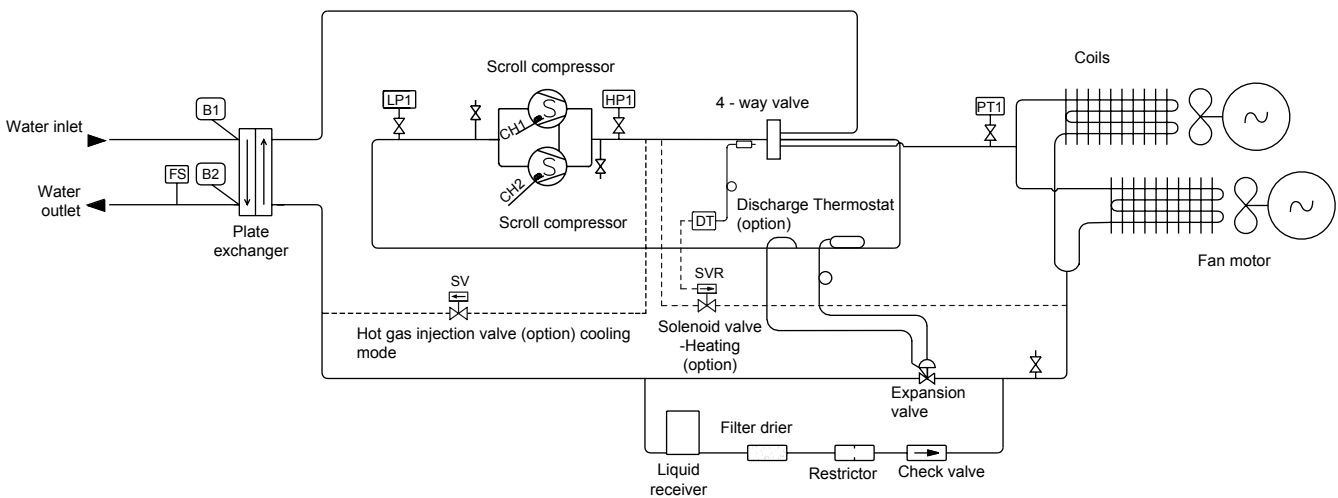 Scroll compressor
Coils
LP1
HP1
4 - way valve
PT1
B1
CH1
Water inlet
FS
B2
CH2
Water
outlet
Scroll compressor
Discharge Thermostat
(option)
DT
Plate
exchanger
Fan motor
SV
SVR
Hot gas injection valve (option) cooling
mode
Solenoid valve
-Heating
(option)
Expansion
valve
Filter drier
Liquid
receiver
Restrictor
Check valve
S
S